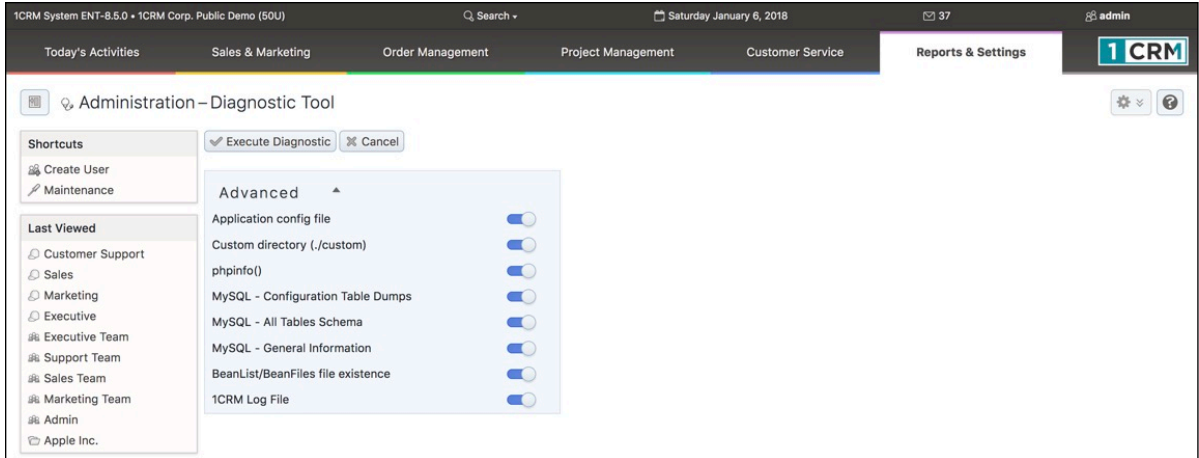 1CRM System ENT-8.5.0 • 1CRM Corp. Public Demo (50U) Search Saturday January 6, 2018 37 admin
Today's Activities Sales & Marketing Order Management Project Management Customer Service Reports & Settings 1 CRM
Administration – Diagnostic Tool
Shortcuts
Create User
Maintenance
Last Viewed
Customer Support
Sales
Marketing
Executive
Executive Team
Support Team
Sales Team
Marketing Team
Admin
Apple Inc.
Execute Diagnostic Cancel
Advanced
Application config file
Custom directory (./custom)
phpinfo()
MySQL - Configuration Table Dumps
MySQL - All Tables Schema
MySQL - General Information
BeanList/BeanFiles file existence
1CRM Log File